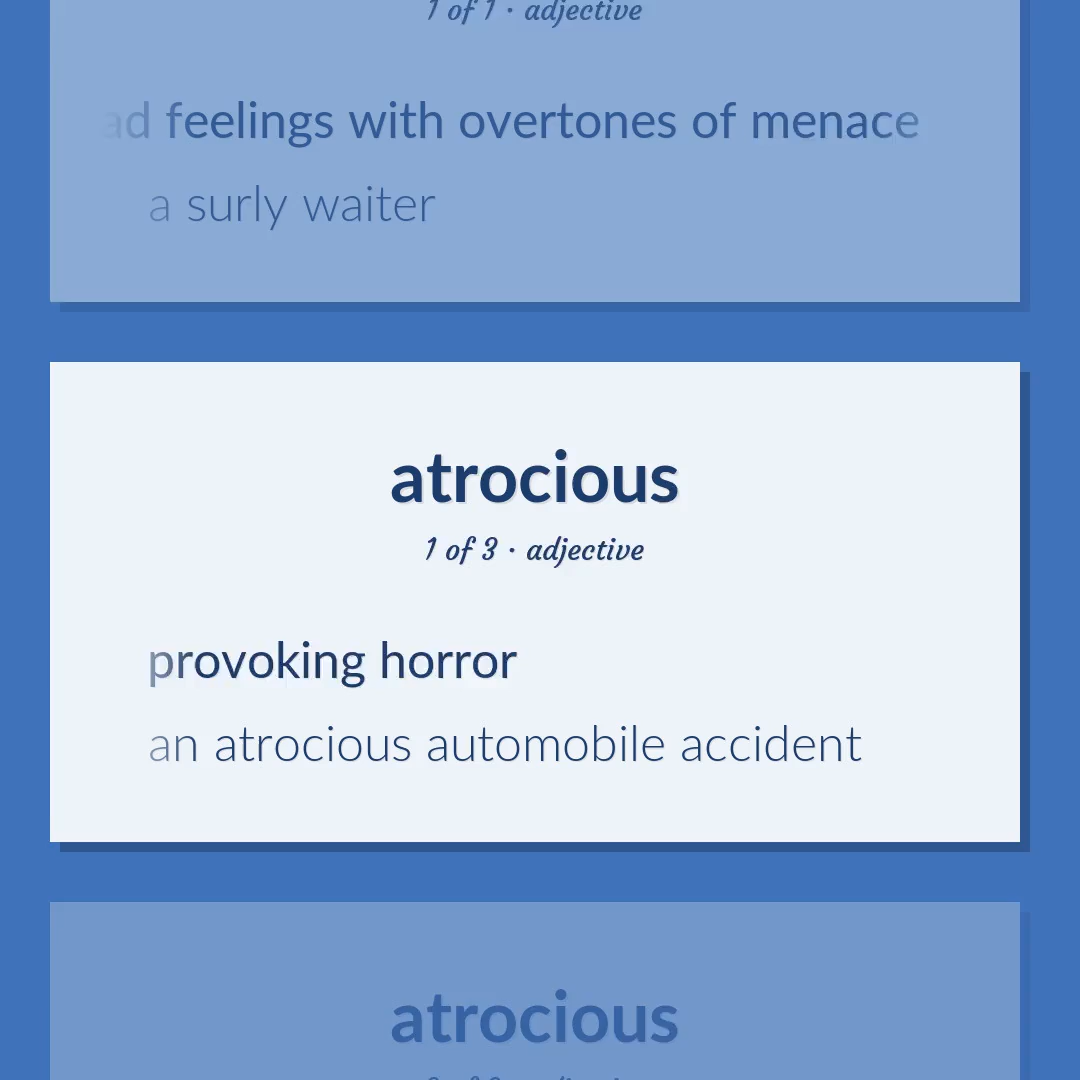 1 of 1 · adjective
feelings with overtones of menace
a surly waiter
atrocious
1 of 3 · adjective
provoking horror
an atrocious automobile accident
atrocious